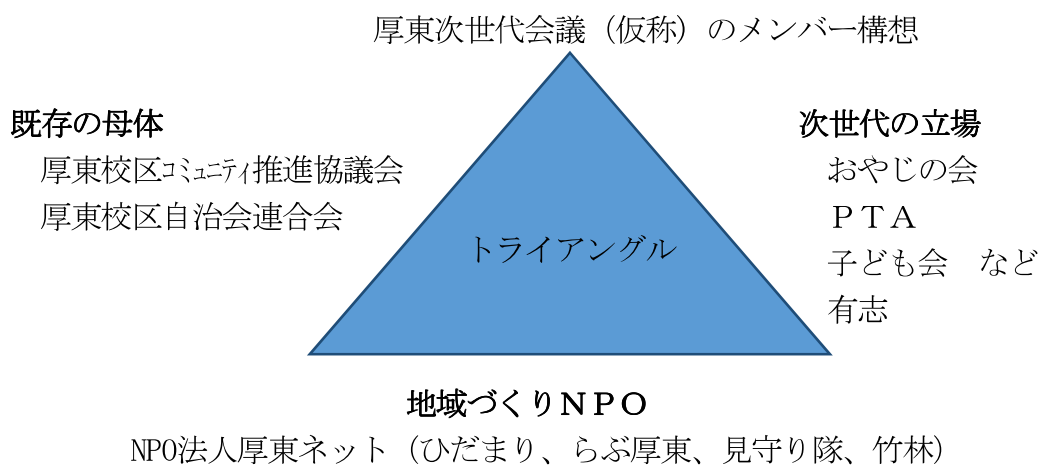 厚東次世代会議（仮称）のメンバー構想
既存の母体
厚東校区ｺﾐｭﾆﾃｨ推進協議会
厚東校区自治会連合会
トライアングル
次世代の立場
おやじの会
ＰＴＡ
子ども会　など
有志
地域づくりＮＰＯ
NPO法人厚東ネット（ひだまり、らぶ厚東、見守り隊、竹林）